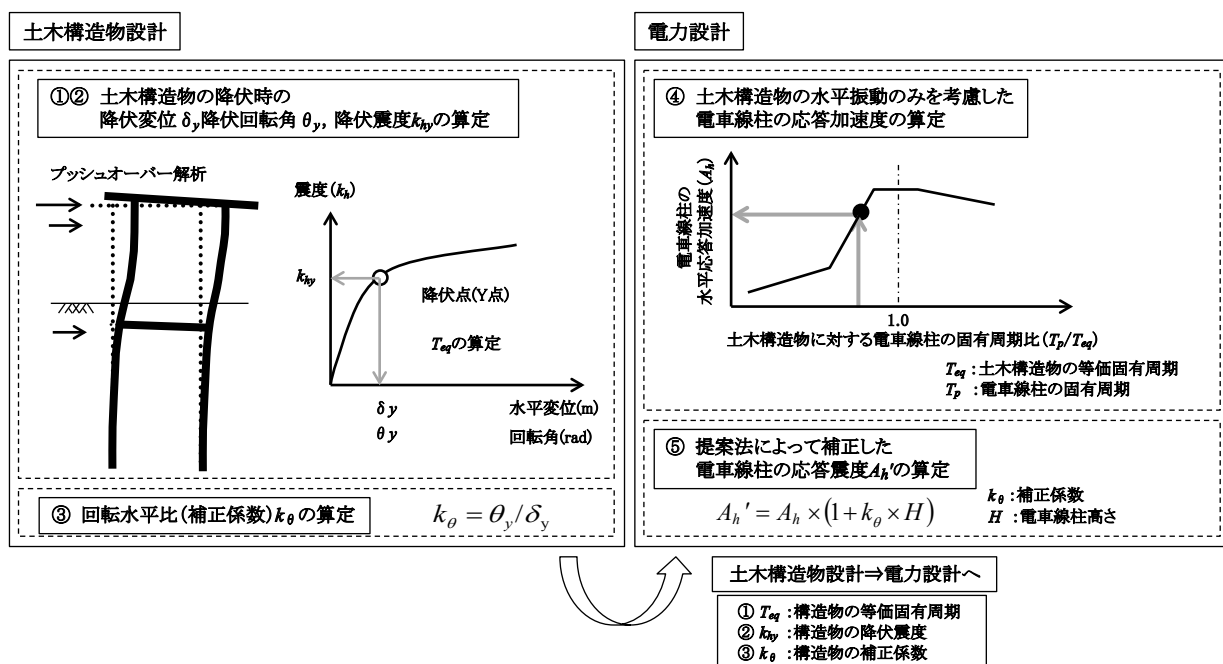 土木構造物設計
①② 土木構造物の降伏時の
降伏変位δy降伏回転角θy, 降伏震度khyの算定
プッシュオーバー解析
震度(kh)
khy
降伏点(Y点)
Teqの算定
δy
θy
水平変位(m)
回転角(rad)
③ 回転水平比(補正係数)kθの算定
kθ = θy/δy
電力設計
④ 土木構造物の水平振動のみを考慮した
電車線柱の応答加速度の算定
電車線柱の
水平応答加速度(Ah)
1.0
土木構造物に対する電車線柱の固有周期比(Tp/Teq)
Teq:土木構造物の等価固有周期
Tp :電車線柱の固有周期
⑤ 提案法によって補正した
電車線柱の応答震度Ah'の算定
Ah' = Ah × (1 + kθ × H)
kθ:補正係数
H :電車線柱高さ
土木構造物設計⇒電力設計へ
① Teq:構造物の等価固有周期
② khy:構造物の降伏震度
③ kθ:構造物の補正係数